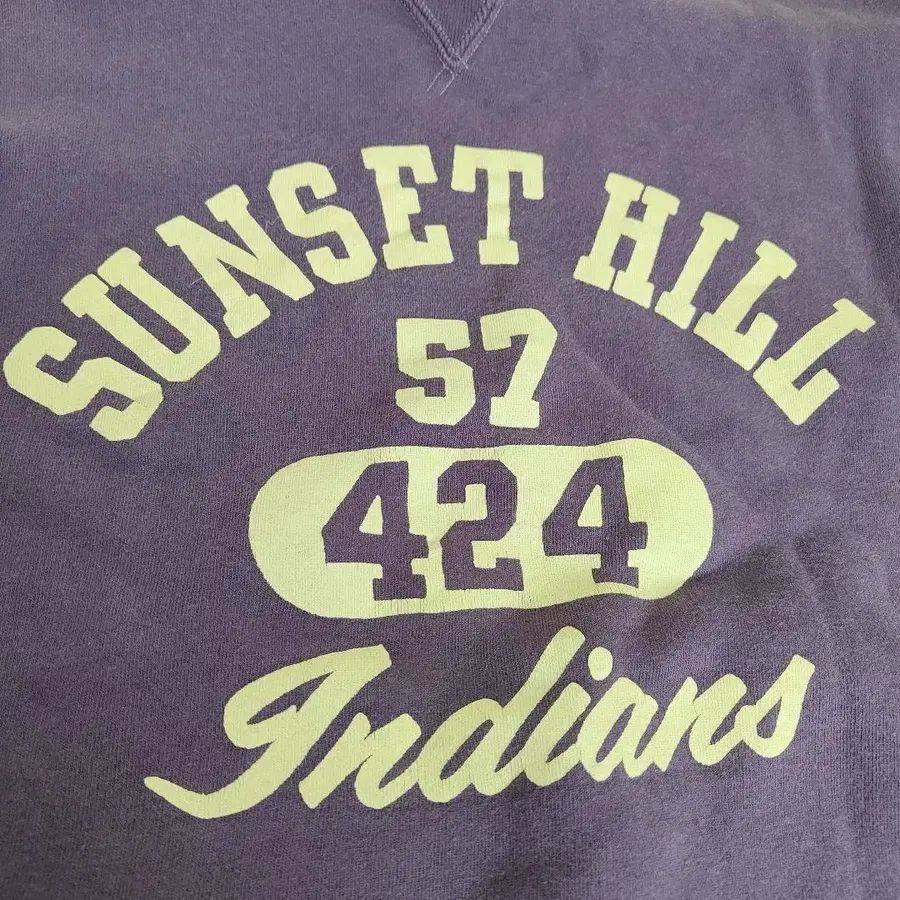 SUNSET HILL
57
424
Indians